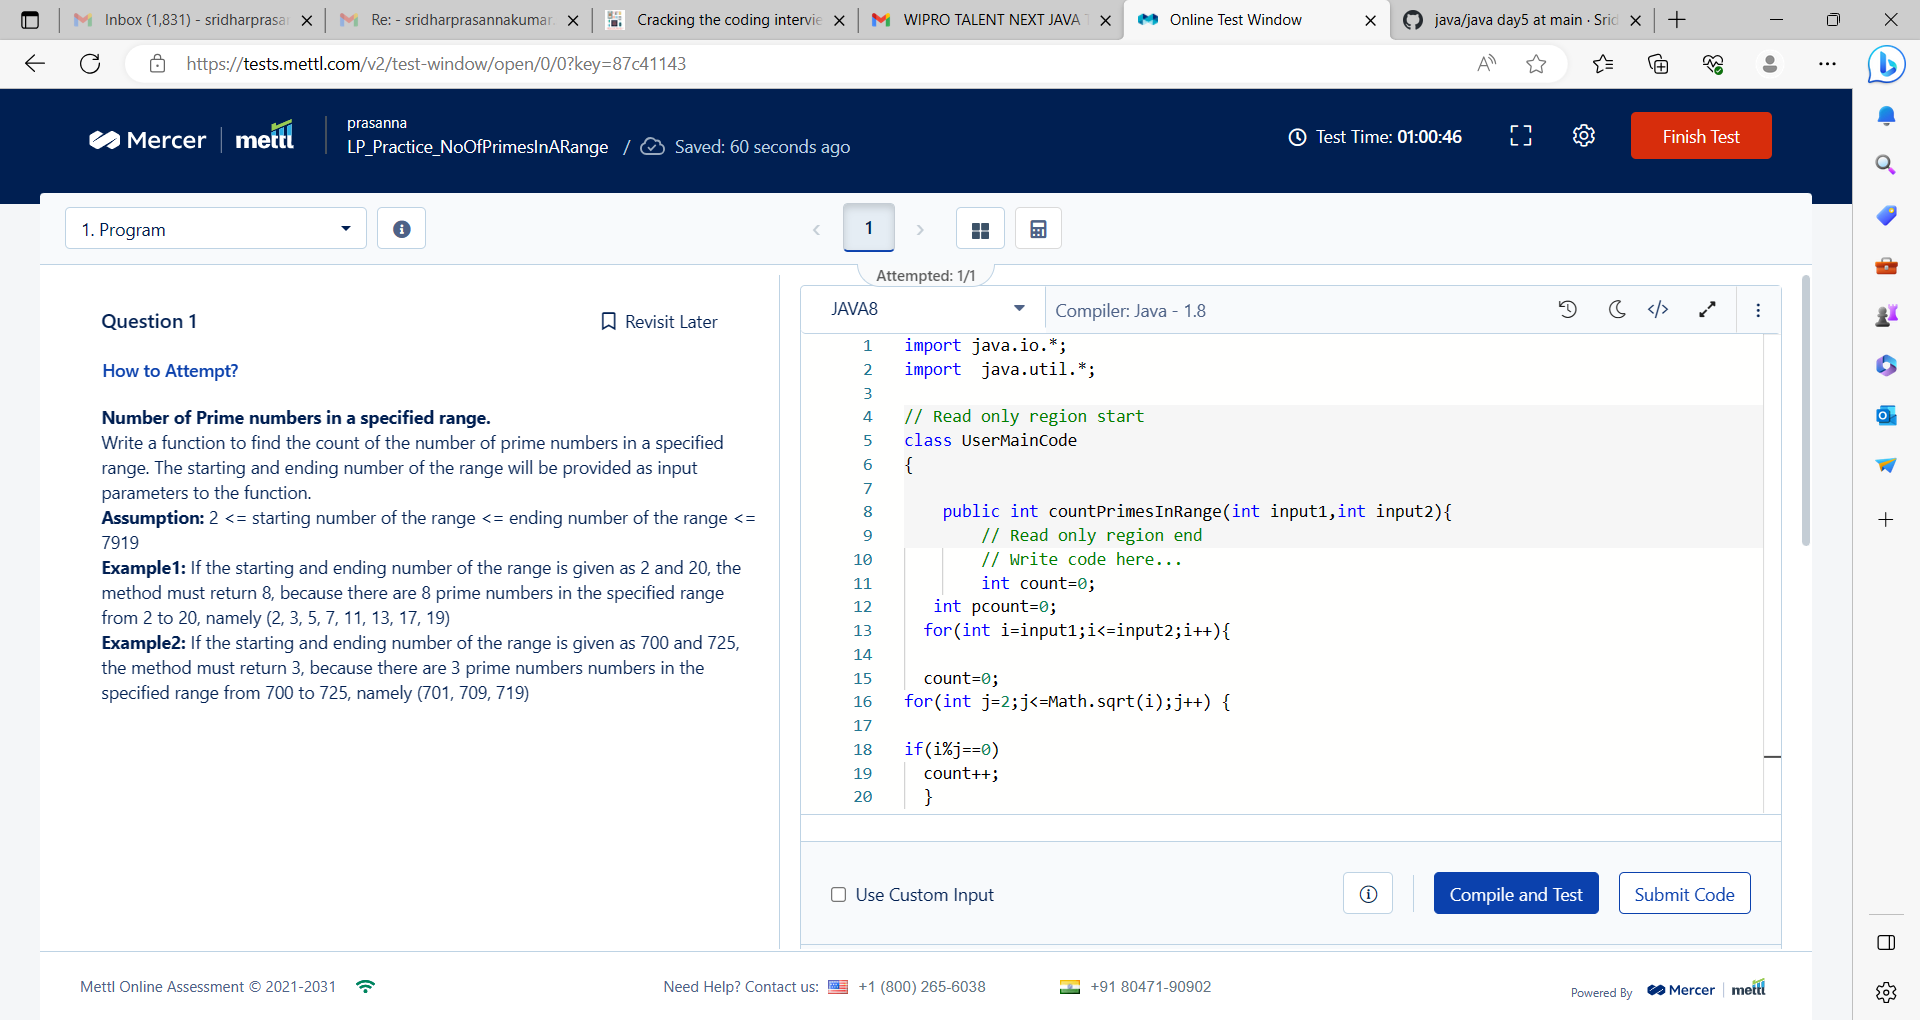 Inbox (1,831) - sridharprasa
Re: - sridharprasannakumar.
Cracking the coding intervie
WIPRO TALENT NEXT JAVA T
Online Test Window
java/java day5 at main · Srid
https://tests.mettl.com/v2/test-window/open/0/0?key=87c41143
Mercer | mettl
prasanna
LP_Practice_NoOfPrimesInARange / Saved: 60 seconds ago
Test Time: 01:00:46
Finish Test
1. Program
1
Attempted: 1/1
Question 1
Revisit Later
How to Attempt?
Number of Prime numbers in a specified range.
Write a function to find the count of the number of prime numbers in a specified
range. The starting and ending number of the range will be provided as input
parameters to the function.
Assumption: 2 <= starting number of the range <= ending number of the range <=
7919
Example1: If the starting and ending number of the range is given as 2 and 20, the
method must return 8, because there are 8 prime numbers in the specified range
from 2 to 20, namely (2, 3, 5, 7, 11, 13, 17, 19)
Example2: If the starting and ending number of the range is given as 700 and 725,
the method must return 3, because there are 3 prime numbers numbers in the
specified range from 700 to 725, namely (701, 709, 719)
JAVA8
Compiler: Java - 1.8
1 import java.io.*;
2 import  java.util.*;
3
4 // Read only region start
5 class UserMainCode
6 {
7
8     public int countPrimesInRange(int input1,int input2){
9         // Read only region end
10         // Write code here...
11         int count=0;
12    int pcount=0;
13   for(int i=input1;i<=input2;i++){
14
15   count=0;
16 for(int j=2;j<=Math.sqrt(i);j++) {
17
18 if(i%j==0)
19   count++;
20   }
Use Custom Input
Compile and Test
Submit Code
Mettl Online Assessment © 2021-2031
Need Help? Contact us: +1 (800) 265-6038
+91 80471-90902
Powered By Mercer | mettl